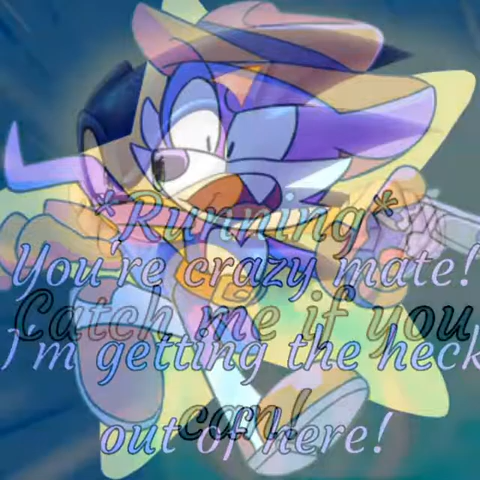 *Running*
You're crazy mate!
Catch me if you
I'm getting the heck
can!
out of here!